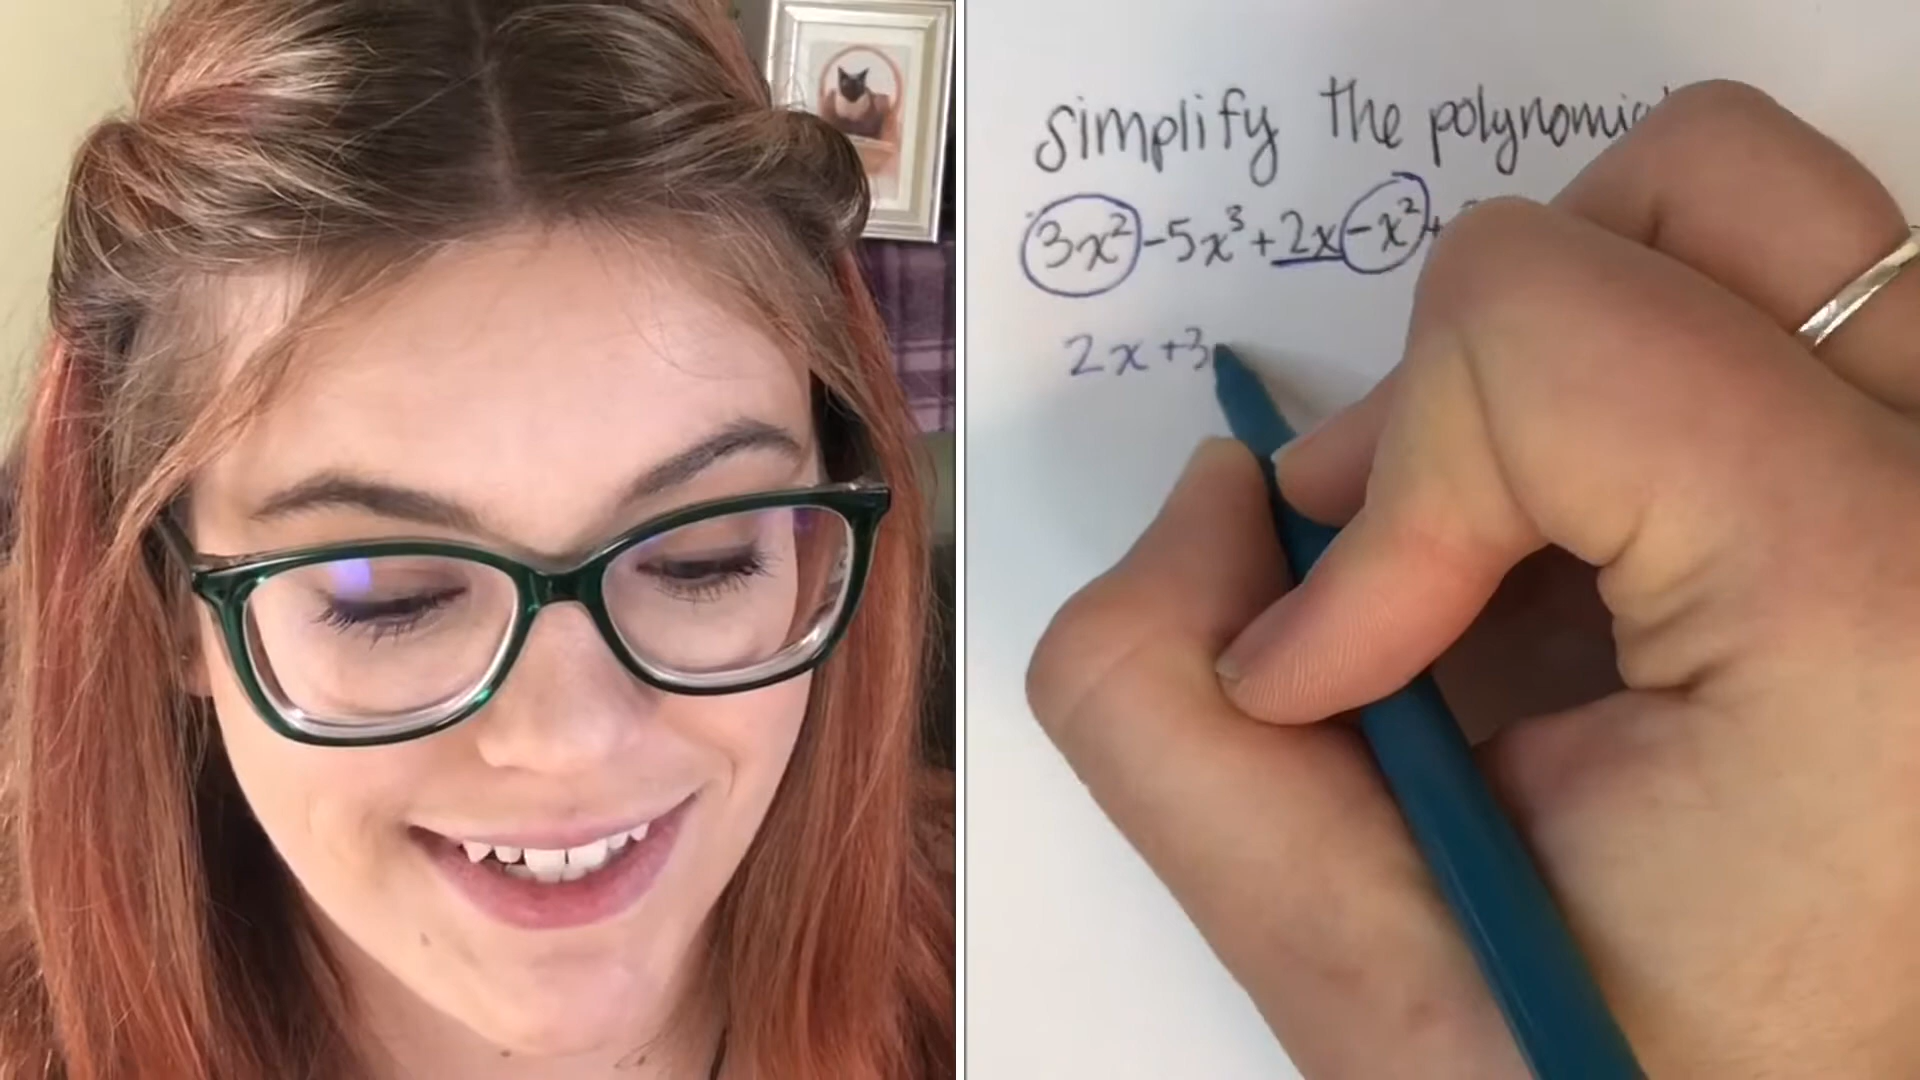 simplify the
3x²-5x³+2x-x²+
2x+3